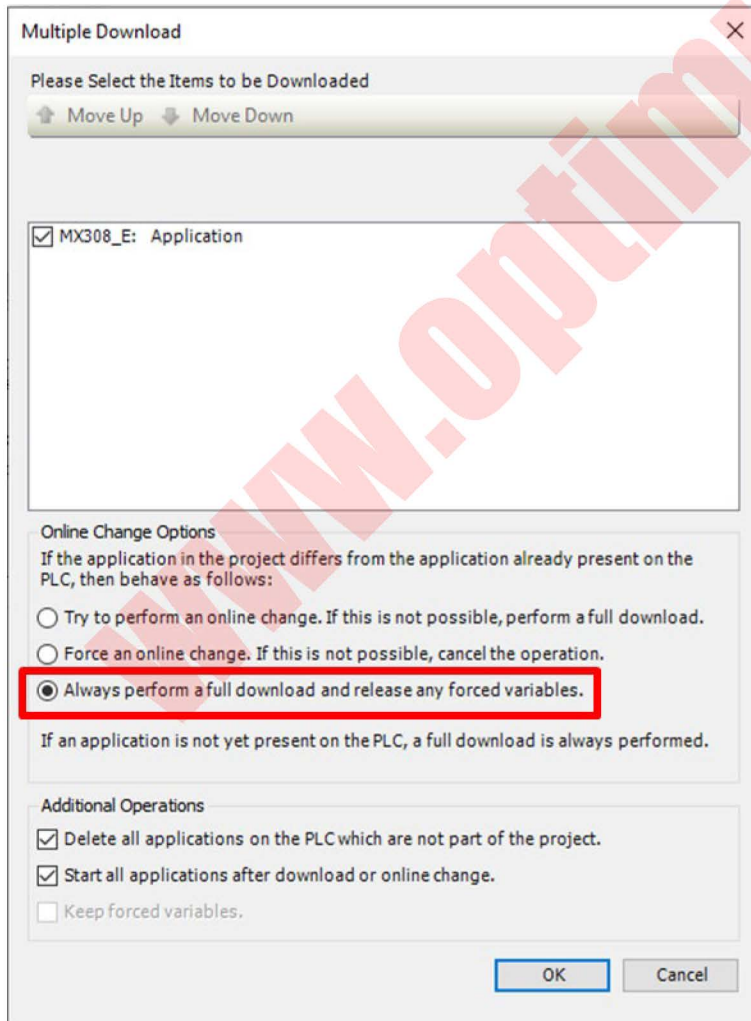 Multiple Download
Please Select the Items to be Downloaded
Move Up Move Down
MX308_E: Application
Online Change Options
If the application in the project differs from the application already present on the
PLC, then behave as follows:
Try to perform an online change. If this is not possible, perform a full download.
Force an online change. If this is not possible, cancel the operation.
Always perform a full download and release any forced variables.
If an application is not yet present on the PLC, a full download is always performed.
Additional Operations
Delete all applications on the PLC which are not part of the project.
Start all applications after download or online change.
Keep forced variables.
OK Cancel